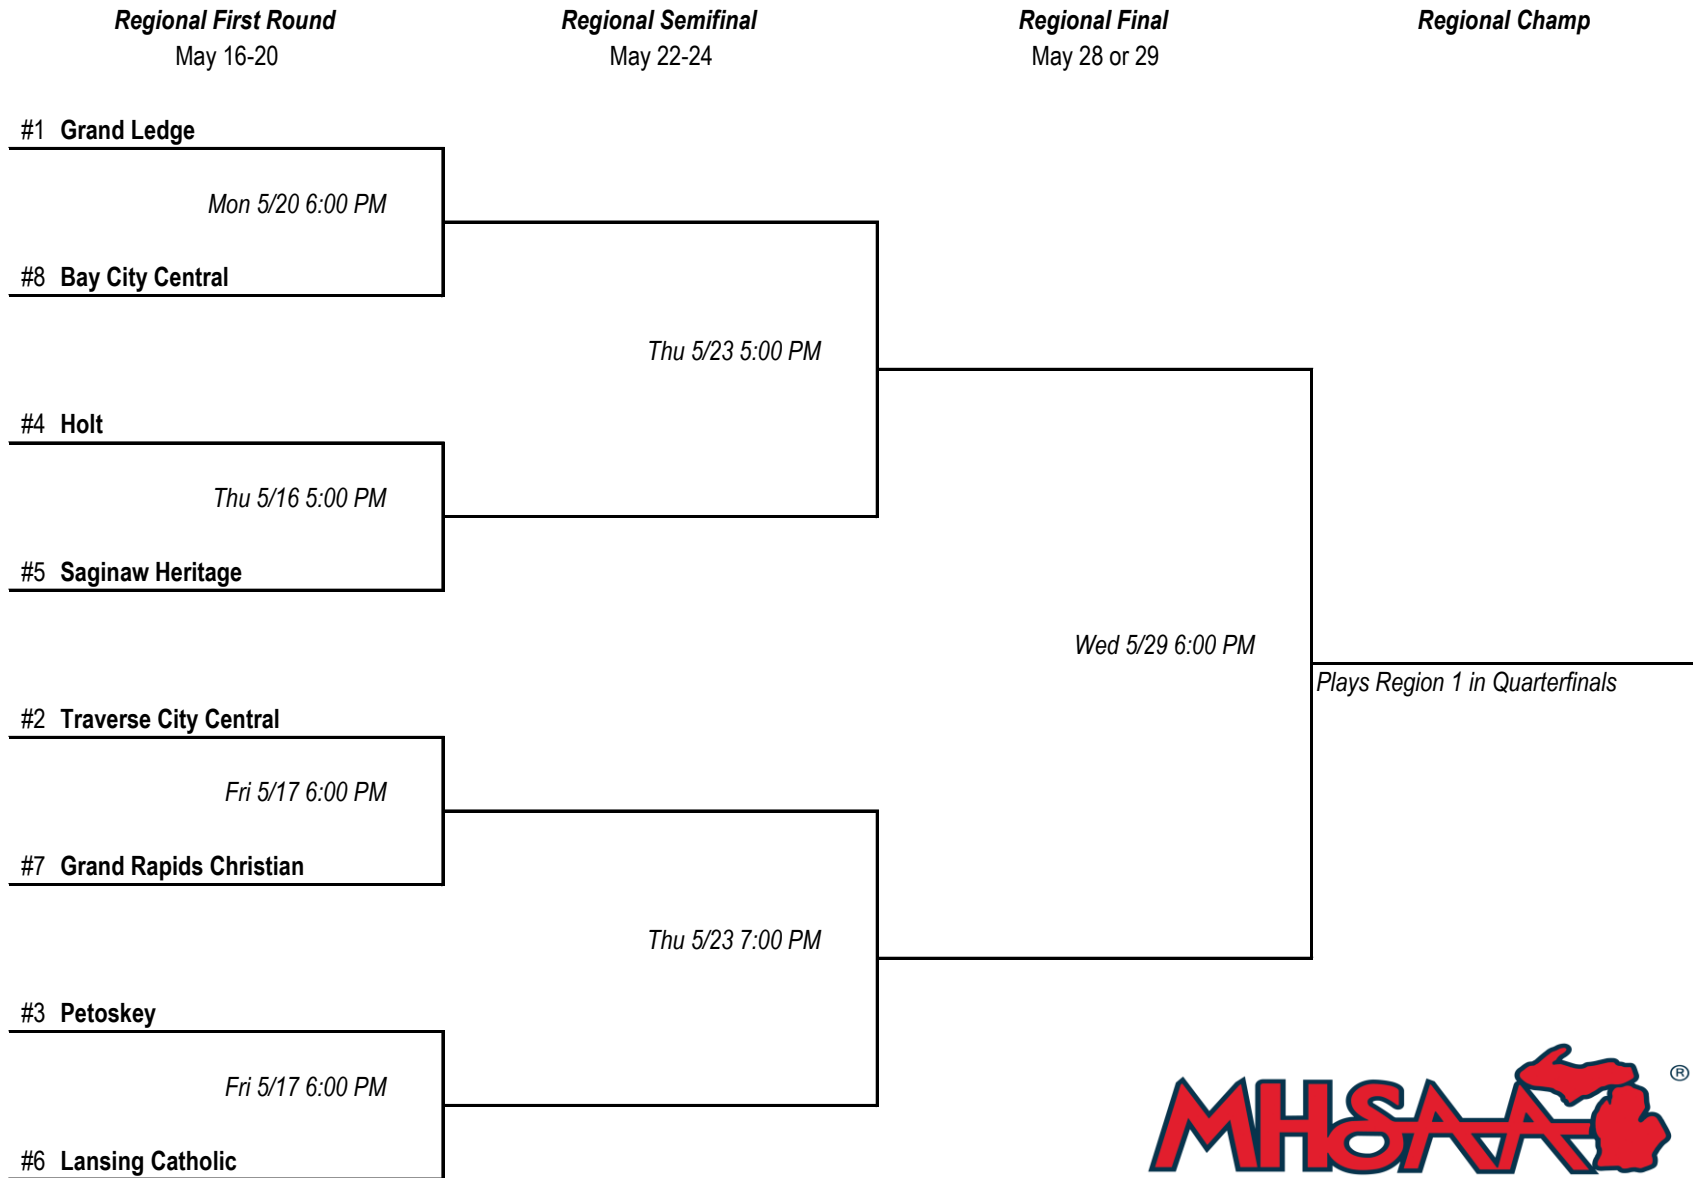 Regional First Round Regional Semifinal Regional Final Regional Champ
May 16-20 May 22-24 May 28 or 29
#1 Grand Ledge
Mon 5/20 6:00 PM
#8 Bay City Central
Thu 5/23 5:00 PM
#4 Holt
Thu 5/16 5:00 PM
#5 Saginaw Heritage
Wed 5/29 6:00 PM
Plays Region 1 in Quarterfinals
#2 Traverse City Central
Fri 5/17 6:00 PM
#7 Grand Rapids Christian
Thu 5/23 7:00 PM
#3 Petoskey
Fri 5/17 6:00 PM
#6 Lansing Catholic
MHSAA ®